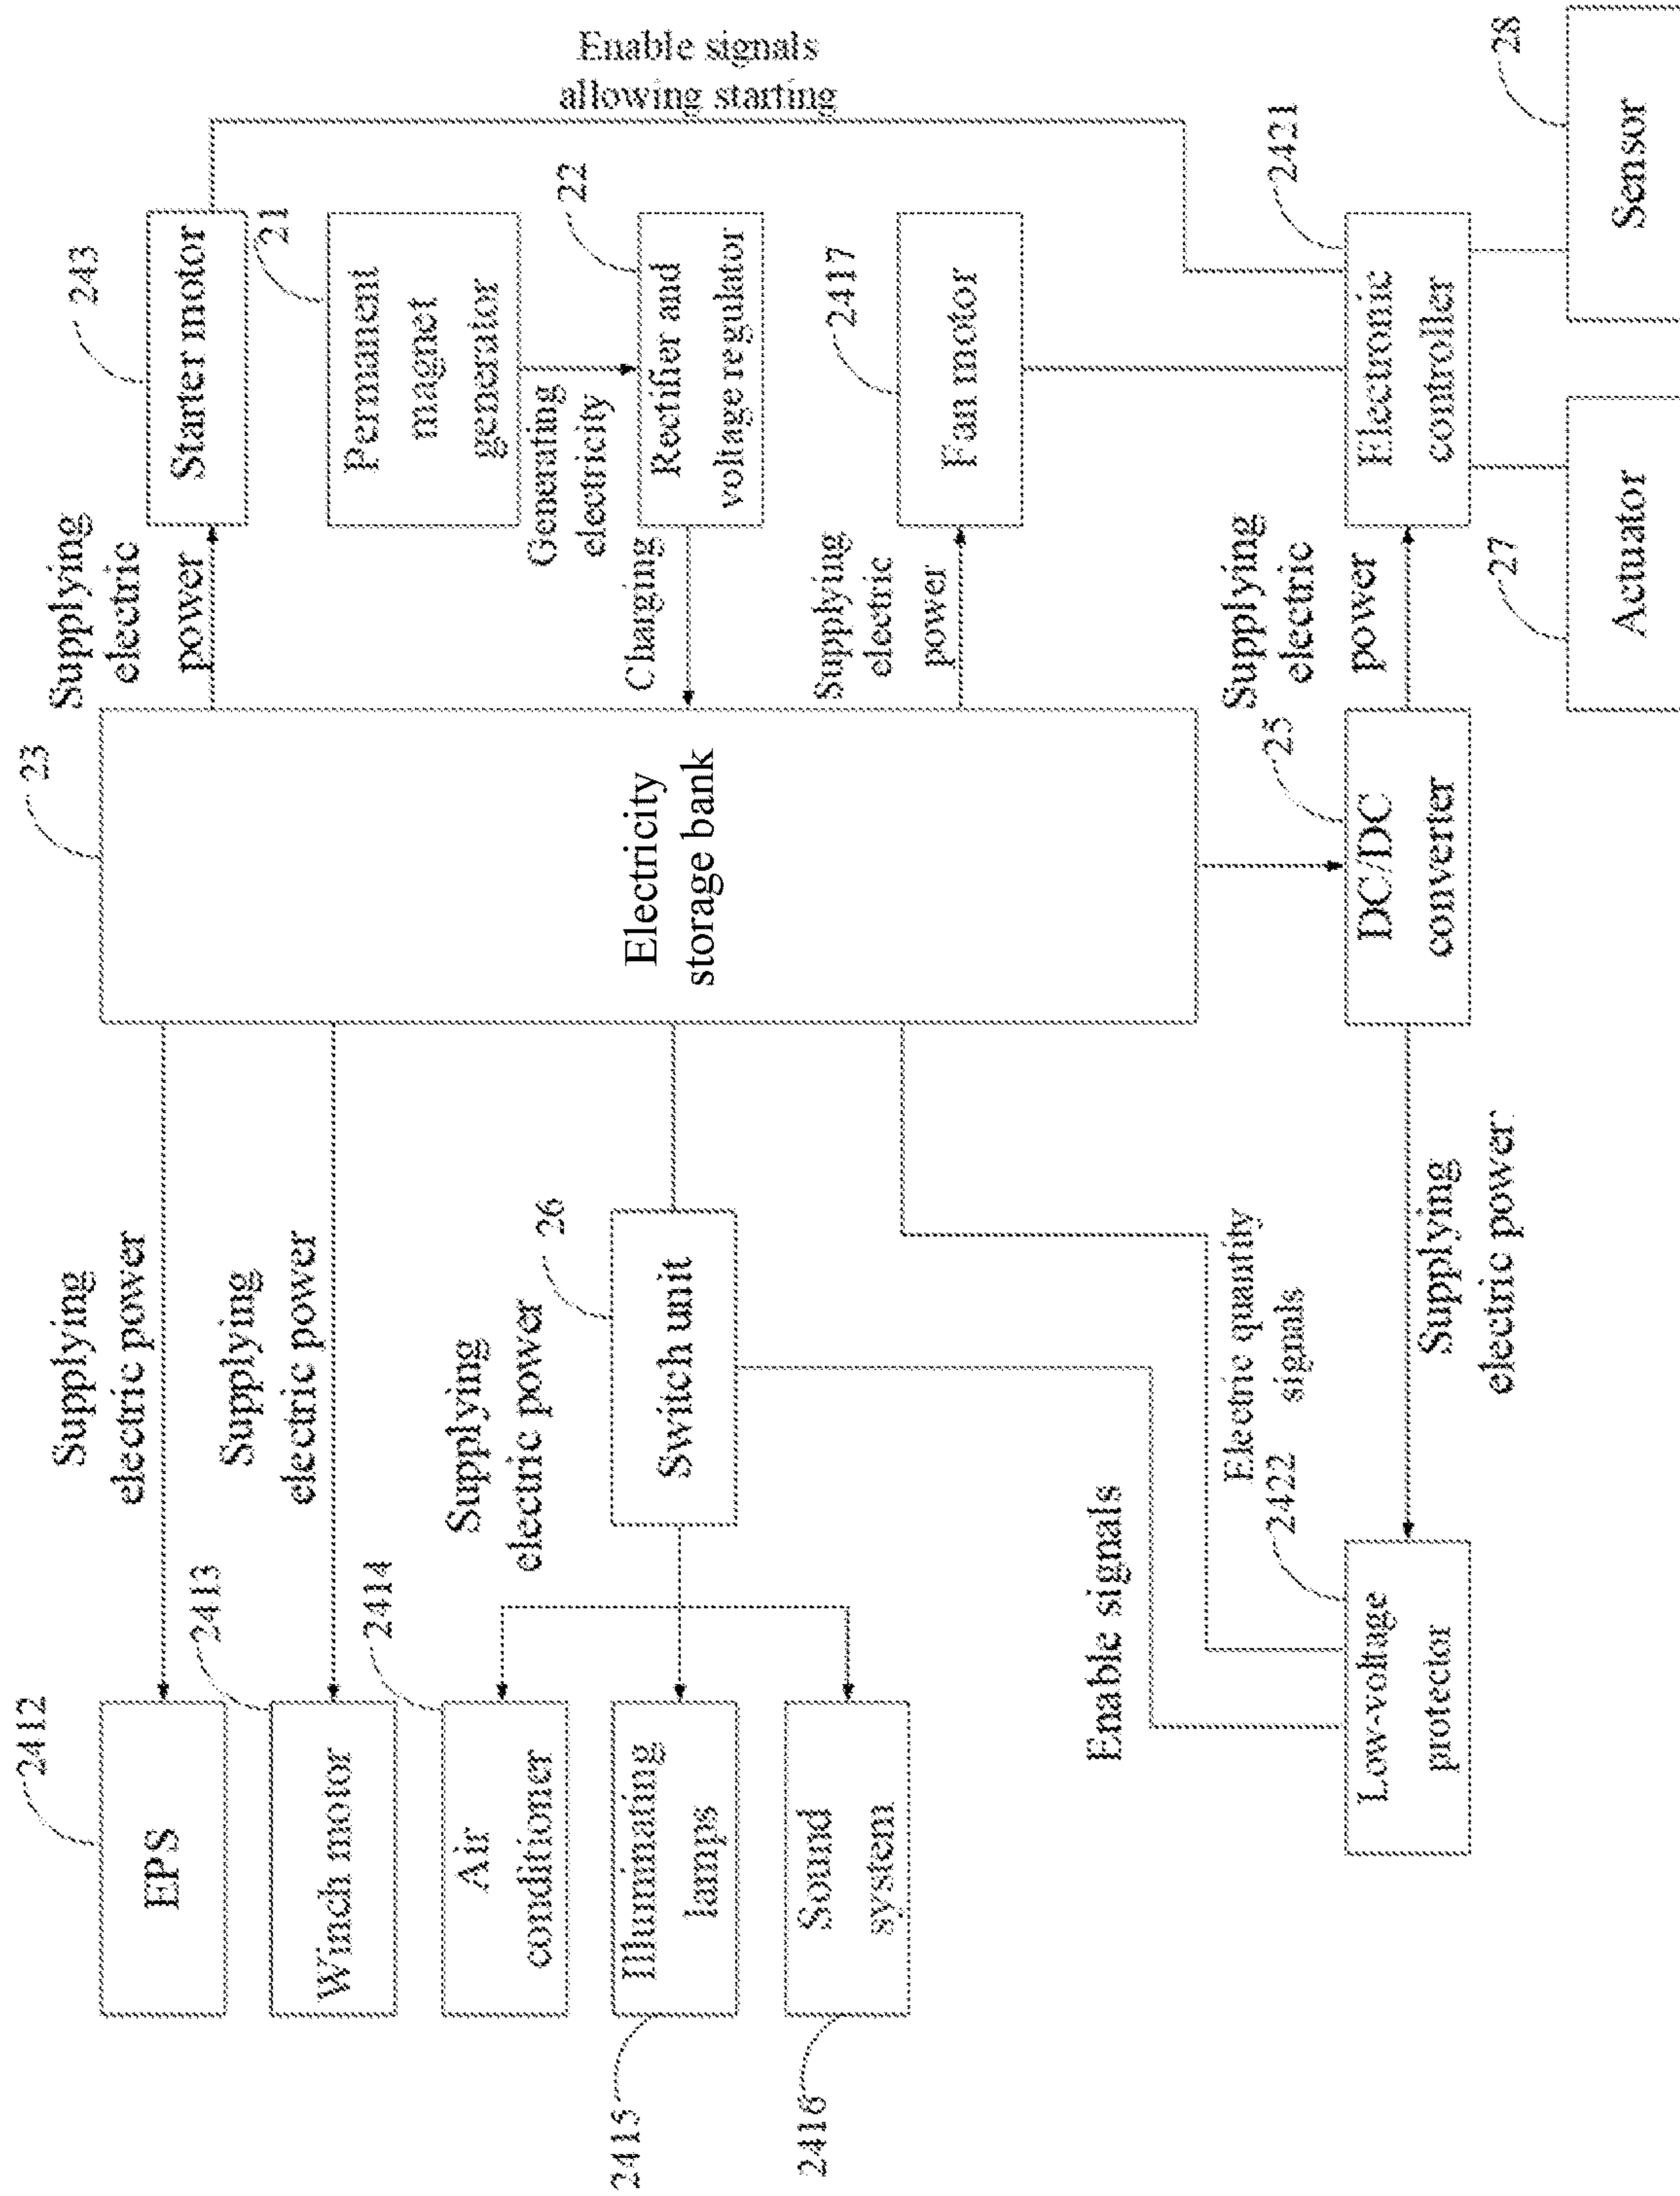 2412
EPS
Supplying
electric power
23
Supplying
electric
power
243
Starter motor
Enable signals
allowing starting
2413
Winch motor
Supplying
electric power
21
Permanent
magnet
generator
Generating
electricity
2414
Air
conditioner
Supplying
electric power
26
Switch unit
Electricity
storage bank
Charging
22
Rectifier and
voltage regulator
2415
Illuminating
lamps
2416
Sound
system
Supplying
electric
power
2417
Fan motor
Enable signals
Electric quantity
signals
2422
Low-voltage
protector
Supplying
electric power
25
DC/DC
converter
Supplying
electric
power
2421
Electronic
controller
27
Actuator
28
Sensor